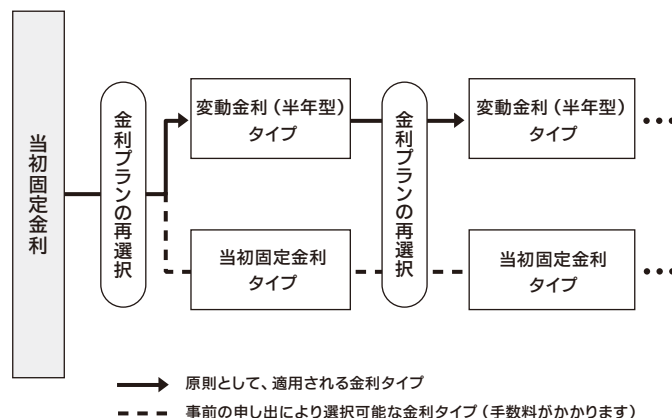 当初固定金利
金利プランの再選択
変動金利（半年型）
タイプ
当初固定金利
タイプ
金利プランの再選択
変動金利（半年型）
タイプ
当初固定金利
タイプ
原則として、適用される金利タイプ
事前の申し出により選択可能な金利タイプ（手数料がかかります）